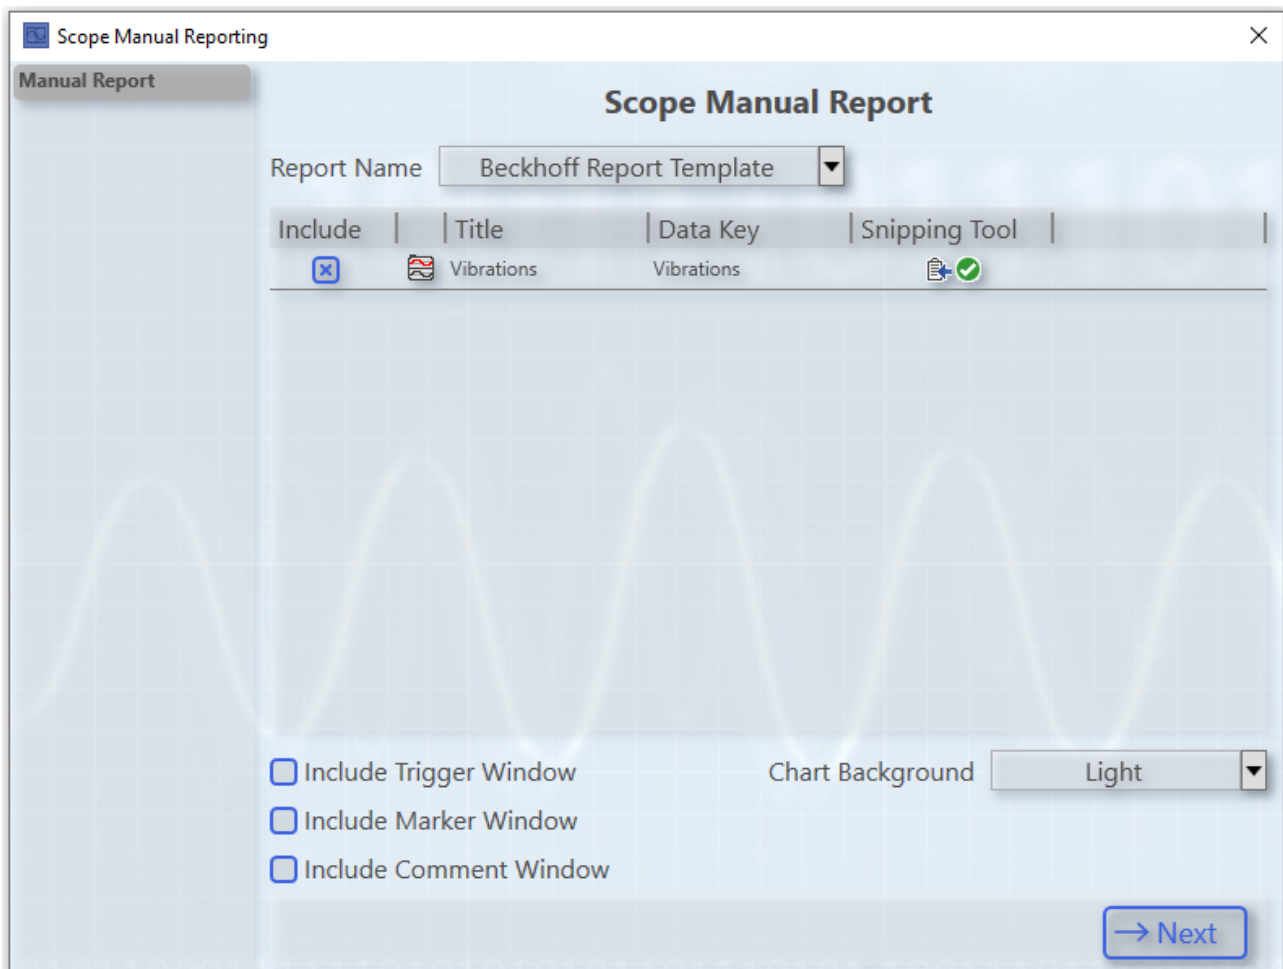 Scope Manual Reporting
Manual Report
Scope Manual Report
Report Name Beckhoff Report Template
Include Title Data Key Snipping Tool
Vibrations Vibrations
Include Trigger Window Chart Background Light
Include Marker Window
Include Comment Window
Next